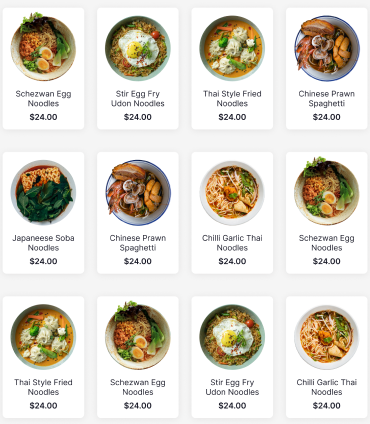 Schezwan Egg
Noodles
$24.00
Stir Egg Fry
Udon Noodles
$24.00
Thai Style Fried
Noodles
$24.00
Chinese Prawn
Spaghetti
$24.00
Japaneese Soba
Noodles
$24.00
Chinese Prawn
Spaghetti
$24.00
Chilli Garlic Thai
Noodles
$24.00
Schezwan Egg
Noodles
$24.00
Thai Style Fried
Noodles
$24.00
Schezwan Egg
Noodles
$24.00
Stir Egg Fry
Udon Noodles
$24.00
Chilli Garlic Thai
Noodles
$24.00